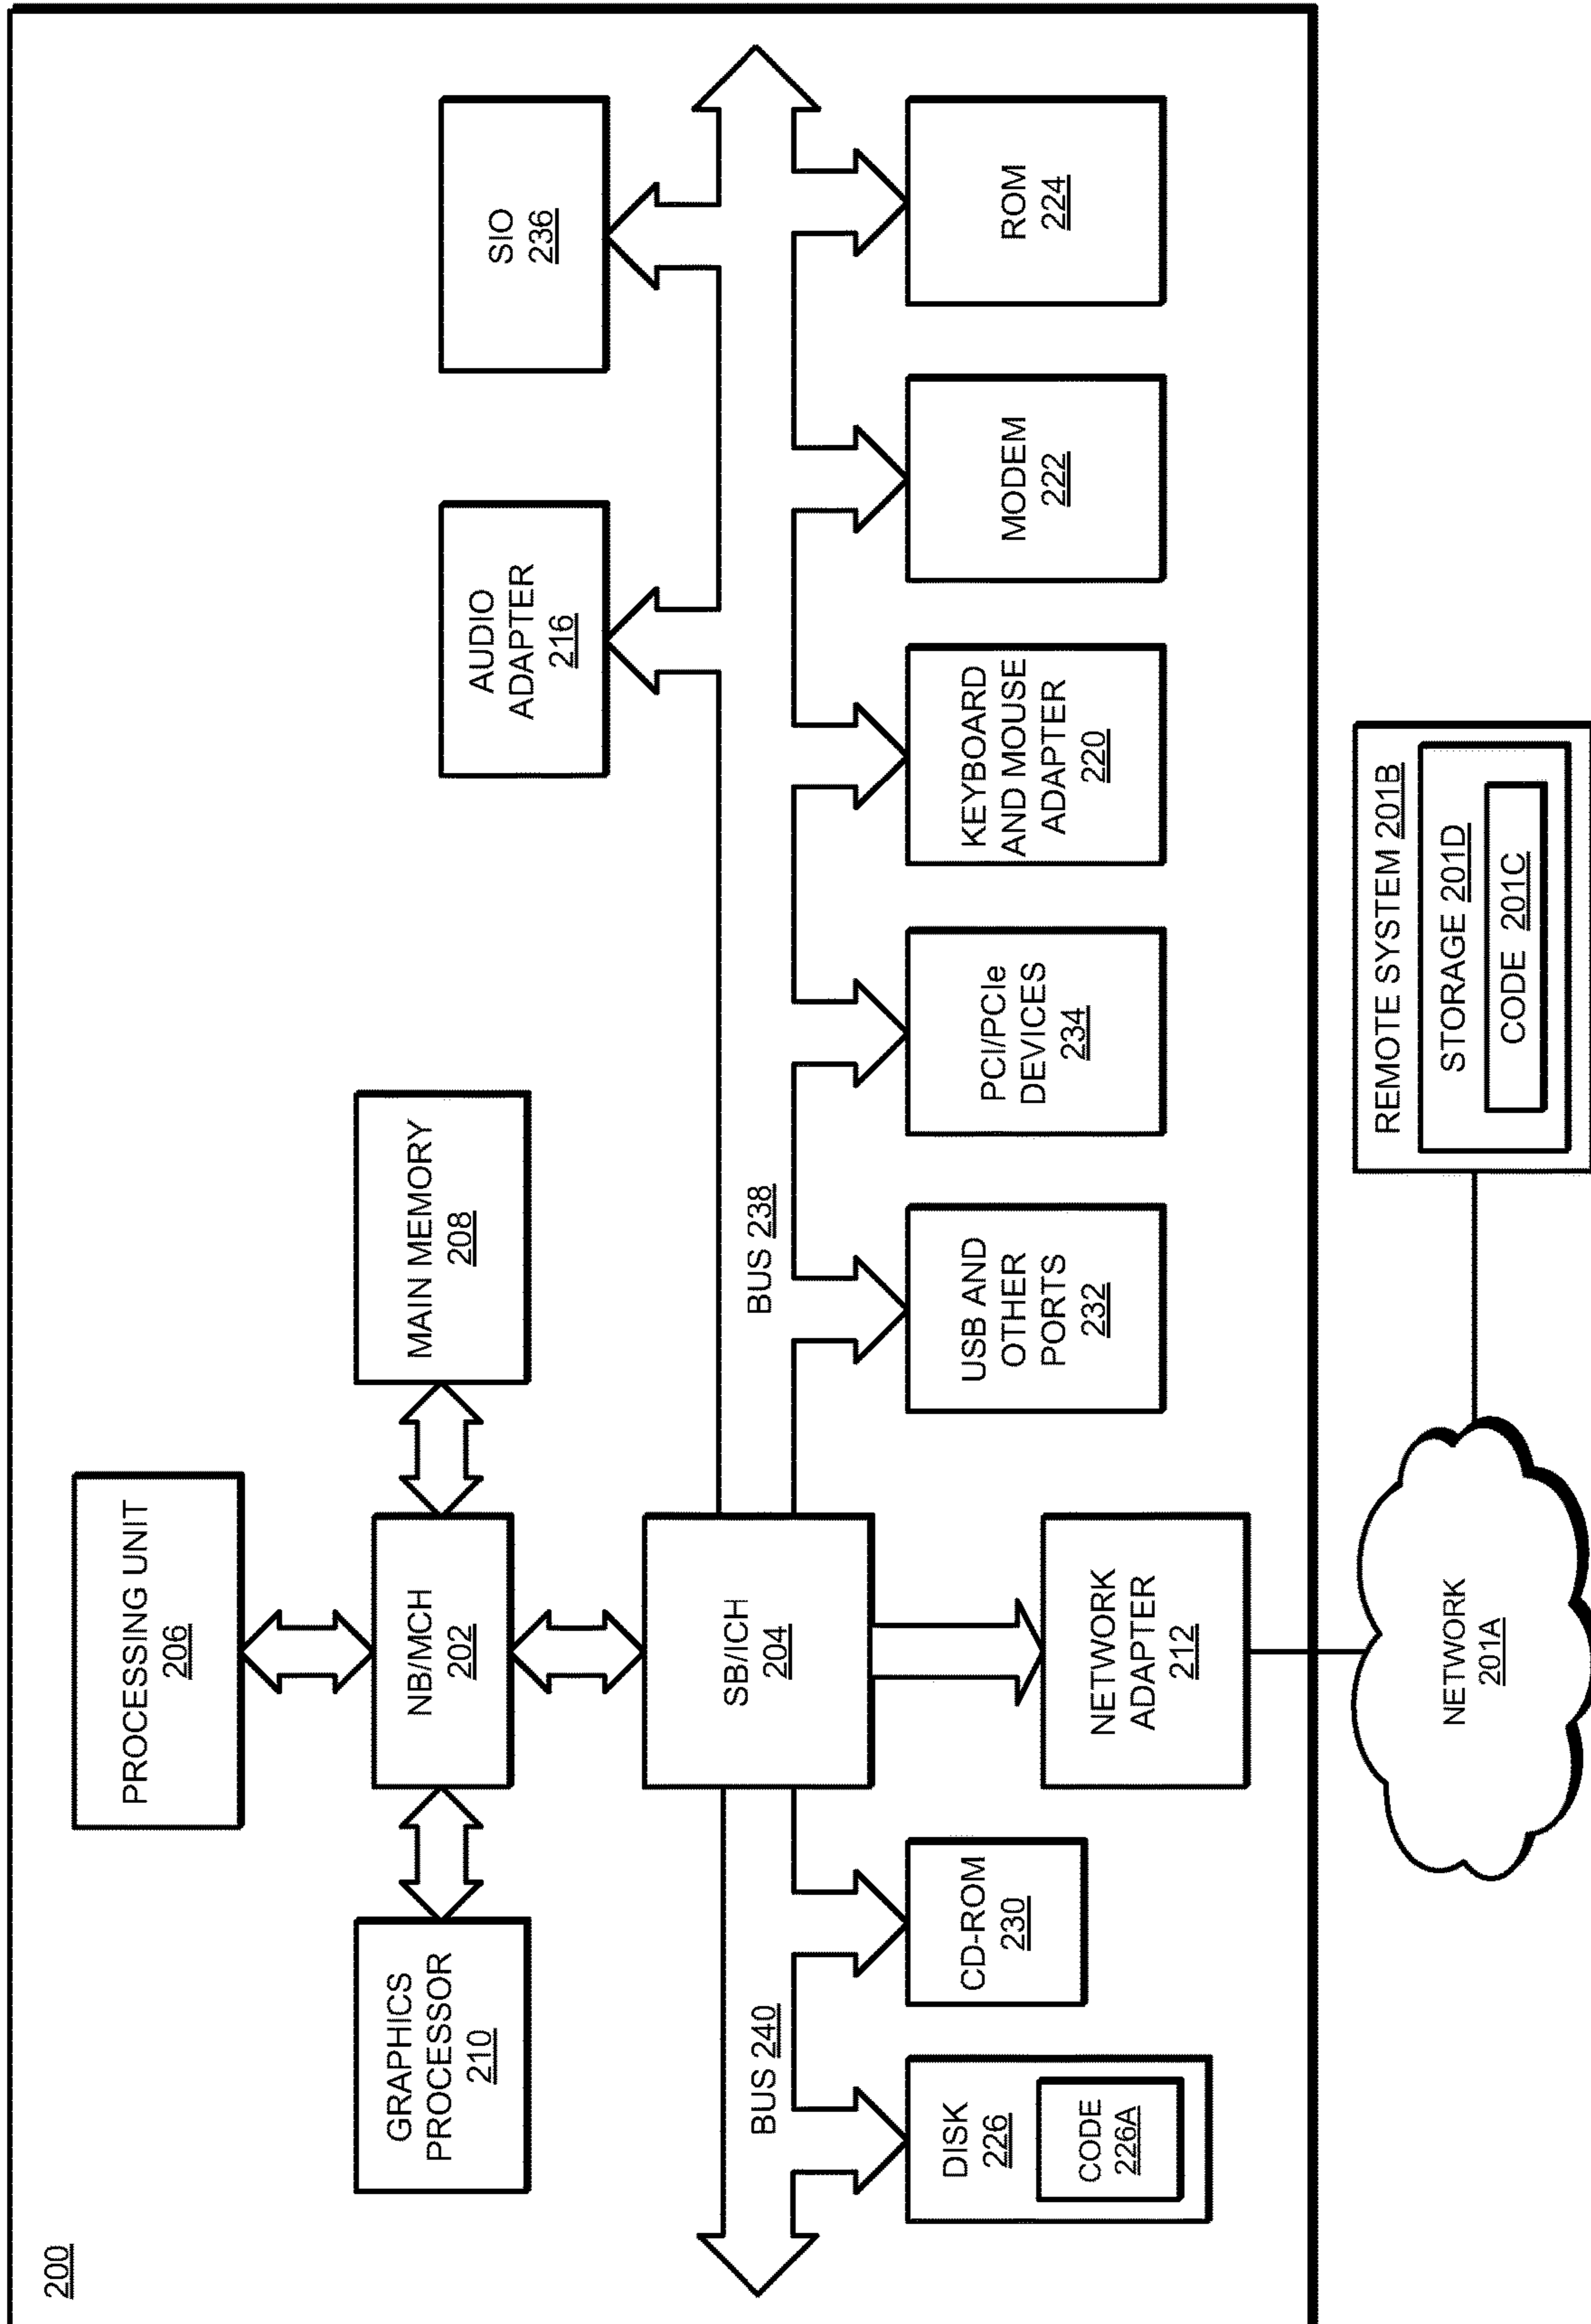 200
PROCESSING UNIT
206
GRAPHICS
PROCESSOR
210
NB/MCH
202
MAIN MEMORY
208
AUDIO
ADAPTER
216
SIO
236
SB/ICH
204
BUS 240
BUS 238
DISK
226
CODE
226A
CD-ROM
230
NETWORK
ADAPTER
212
USB AND
OTHER
PORTS
232
PCI/PCIe
DEVICES
234
KEYBOARD
AND MOUSE
ADAPTER
220
MODEM
222
ROM
224
NETWORK
201A
REMOTE SYSTEM 201B
STORAGE 201D
CODE 201C